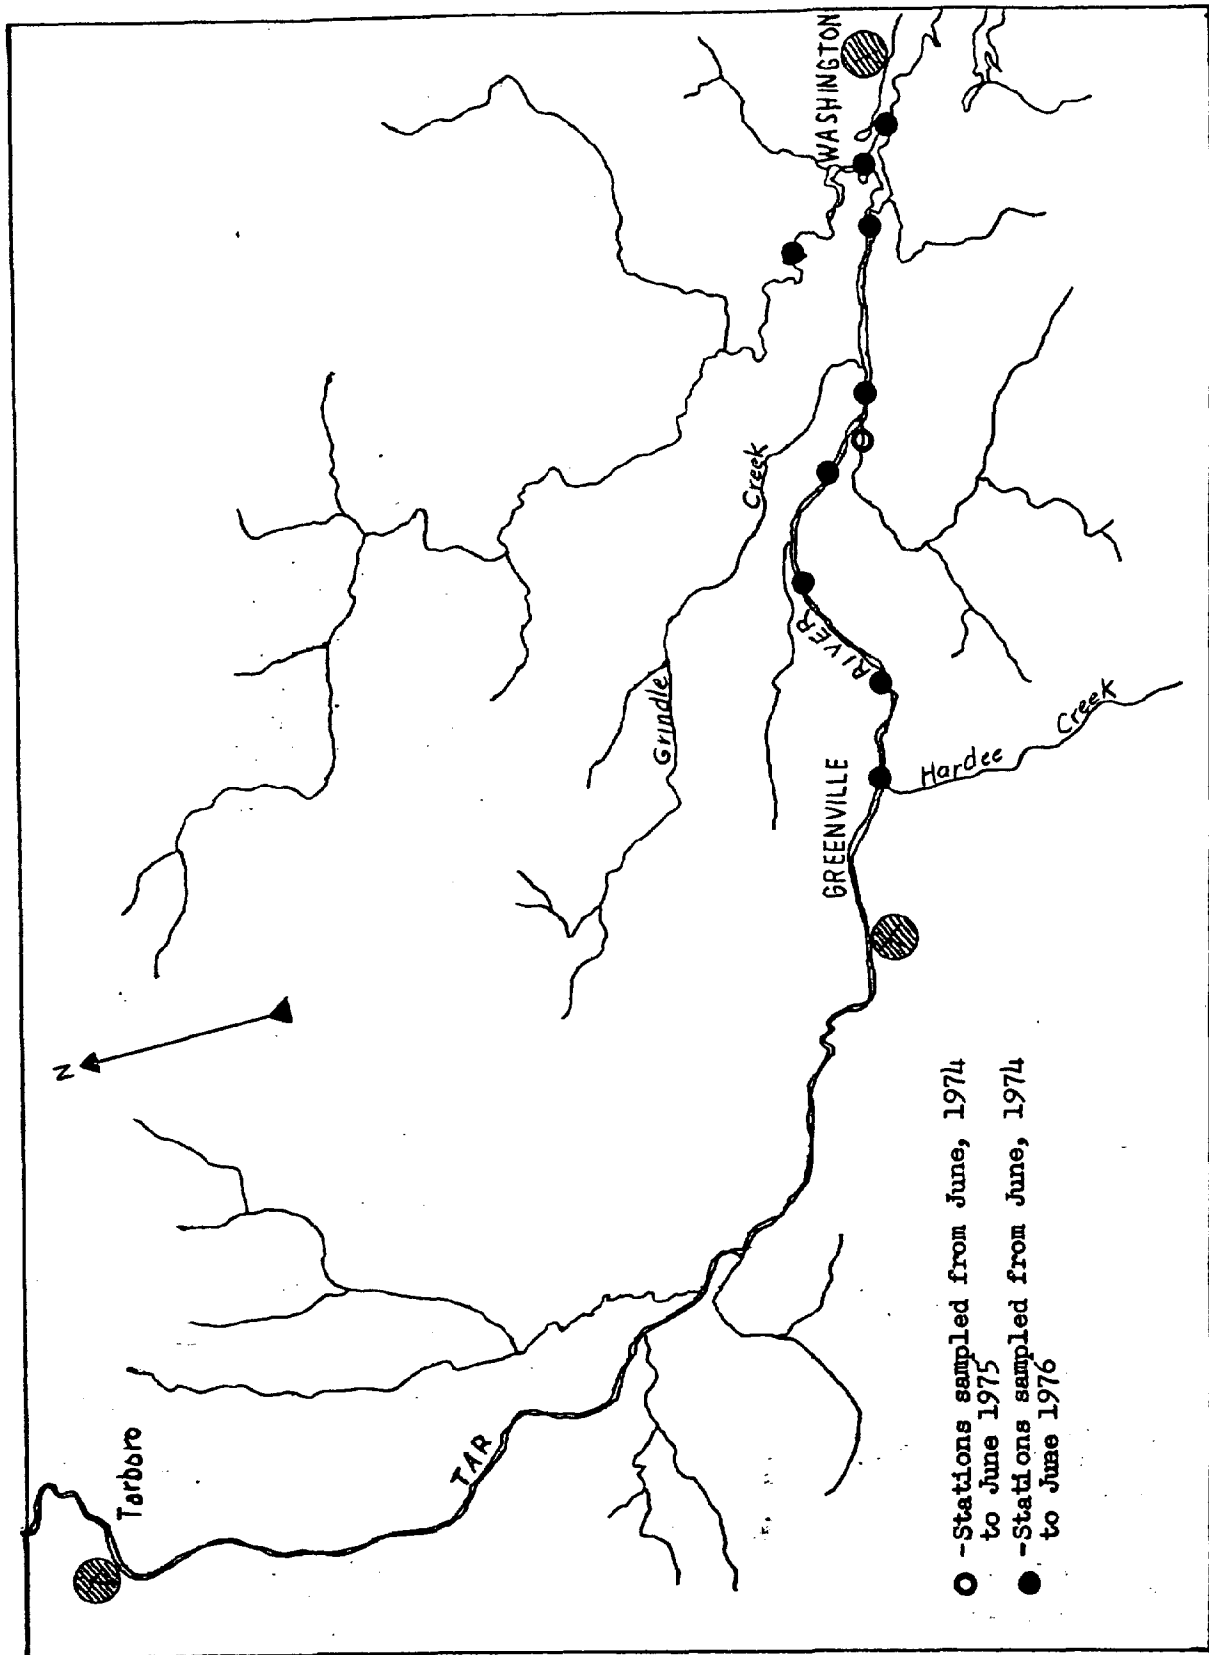 N
Tarboro
TAR
RIVER
GREENVILLE
WASHINGTON
Grindle
Creek
Hardee
Creek
-Stations sampled from June, 1974
to June 1975
-Stations sampled from June, 1974
to June 1976